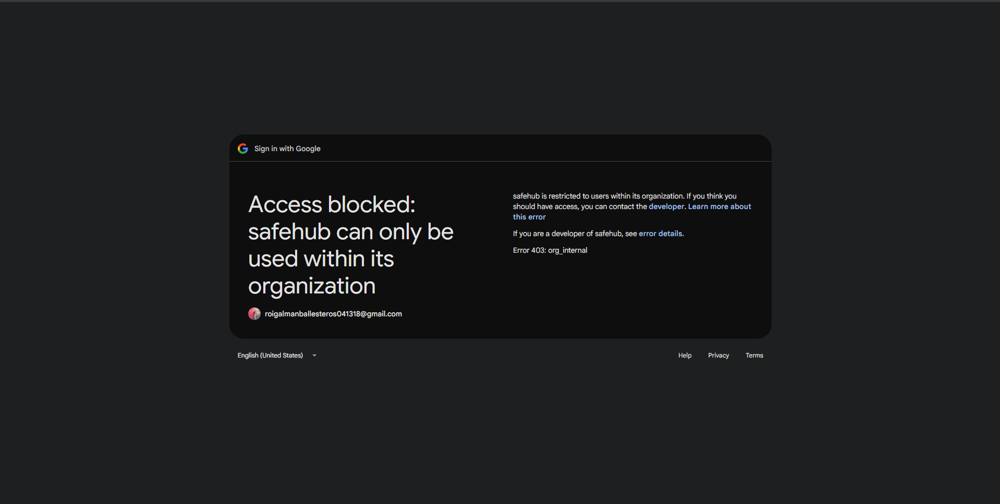 Sign in with Google
Access blocked:
safehub can only be
used within its
organization
roigalmanballesteros041318@gmail.com
safehub is restricted to users within its organization. If you think you
should have access, you can contact the developer. Learn more about
this error
If you are a developer of safehub, see error details.
Error 403: org_internal
English (United States)
Help
Privacy
Terms